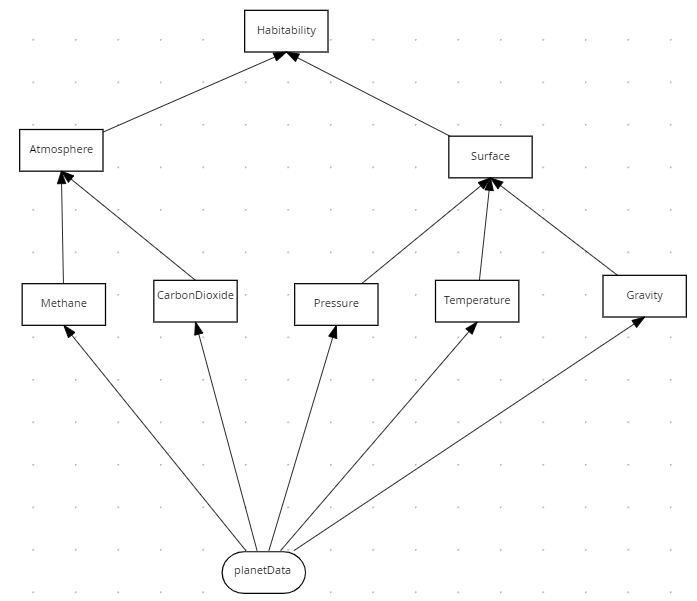 Habitability
Atmosphere
Surface
Methane
CarbonDioxide
Pressure
Temperature
Gravity
planetData